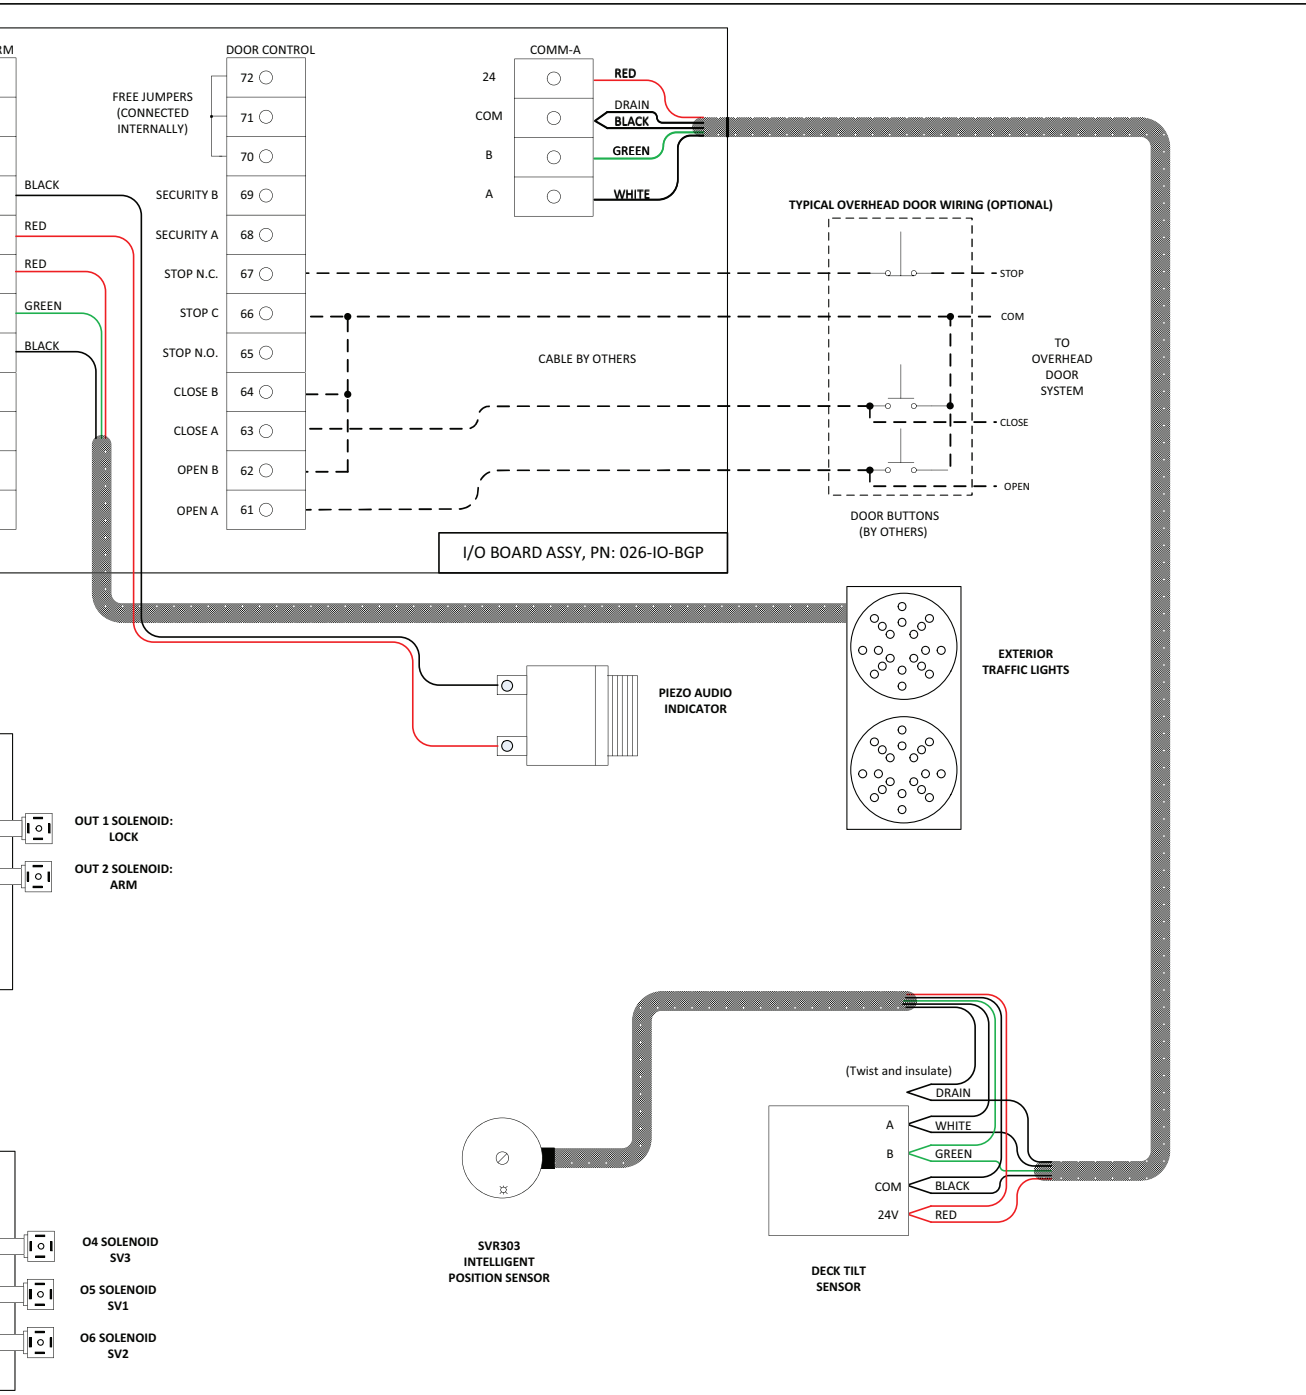 RM
DOOR CONTROL
COMM-A
FREE JUMPERS
(CONNECTED
INTERNALLY)
72
71
70
SECURITY B 69
SECURITY A 68
STOP N.C. 67
STOP C 66
STOP N.O. 65
CLOSE B 64
CLOSE A 63
OPEN B 62
OPEN A 61
24
COM
B
A
RED
DRAIN
BLACK
GREEN
WHITE
BLACK
RED
RED
GREEN
BLACK
TYPICAL OVERHEAD DOOR WIRING (OPTIONAL)
STOP
COM
TO
OVERHEAD
DOOR
SYSTEM
CLOSE
OPEN
CABLE BY OTHERS
DOOR BUTTONS
(BY OTHERS)
I/O BOARD ASSY, PN: 026-IO-BGP
EXTERIOR
TRAFFIC LIGHTS
PIEZO AUDIO
INDICATOR
OUT 1 SOLENOID:
LOCK
OUT 2 SOLENOID:
ARM
(Twist and insulate)
DRAIN
A WHITE
B GREEN
COM BLACK
24V RED
SVR303
INTELLIGENT
POSITION SENSOR
DECK TILT
SENSOR
O4 SOLENOID
SV3
O5 SOLENOID
SV1
O6 SOLENOID
SV2